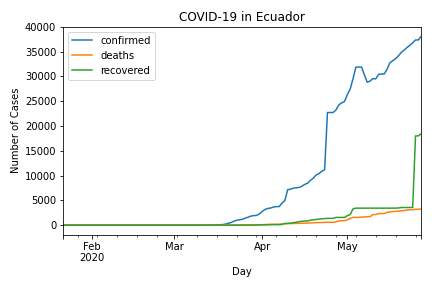 COVID-19 in Ecuador
40000
35000
30000
25000
20000
15000
10000
5000
0
Number of Cases
confirmed
deaths
recovered
Feb
2020
Mar
Apr
May
Day